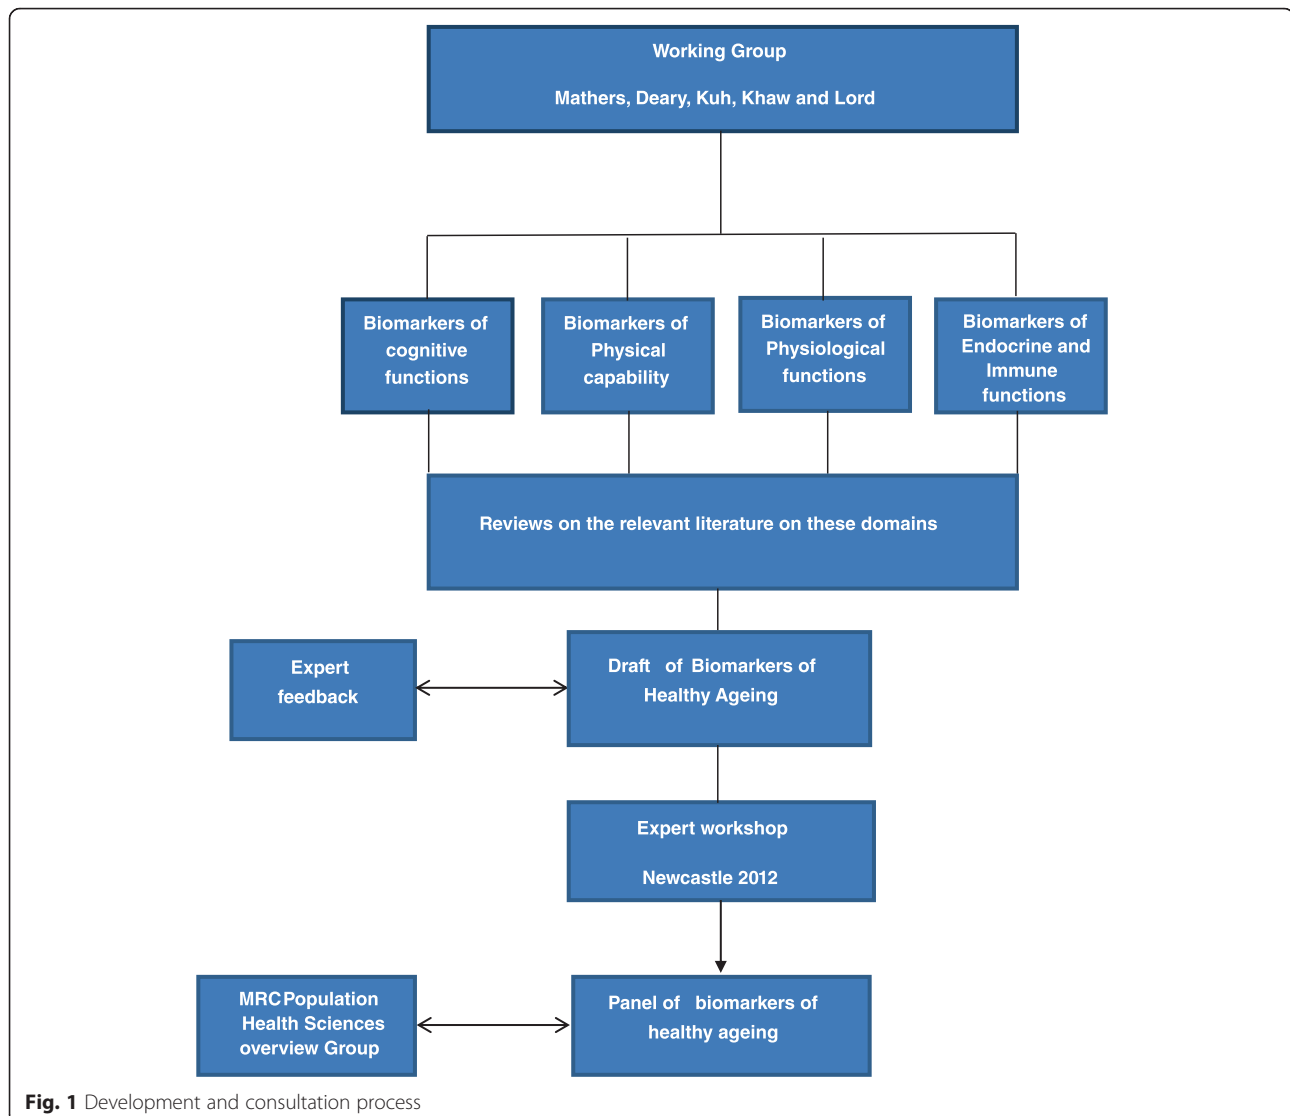 Working Group
Mathers, Deary, Kuh, Khaw and Lord
Biomarkers of
cognitive
functions
Biomarkers of
Physical
capability
Biomarkers of
Physiological
functions
Biomarkers of
Endocrine and
Immune
functions
Reviews on the relevant literature on these domains
Expert
feedback
Draft of Biomarkers of
Healthy Ageing
Expert workshop
Newcastle 2012
MRC Population
Health Sciences
overview Group
Panel of biomarkers of
healthy ageing
Fig. 1 Development and consultation process